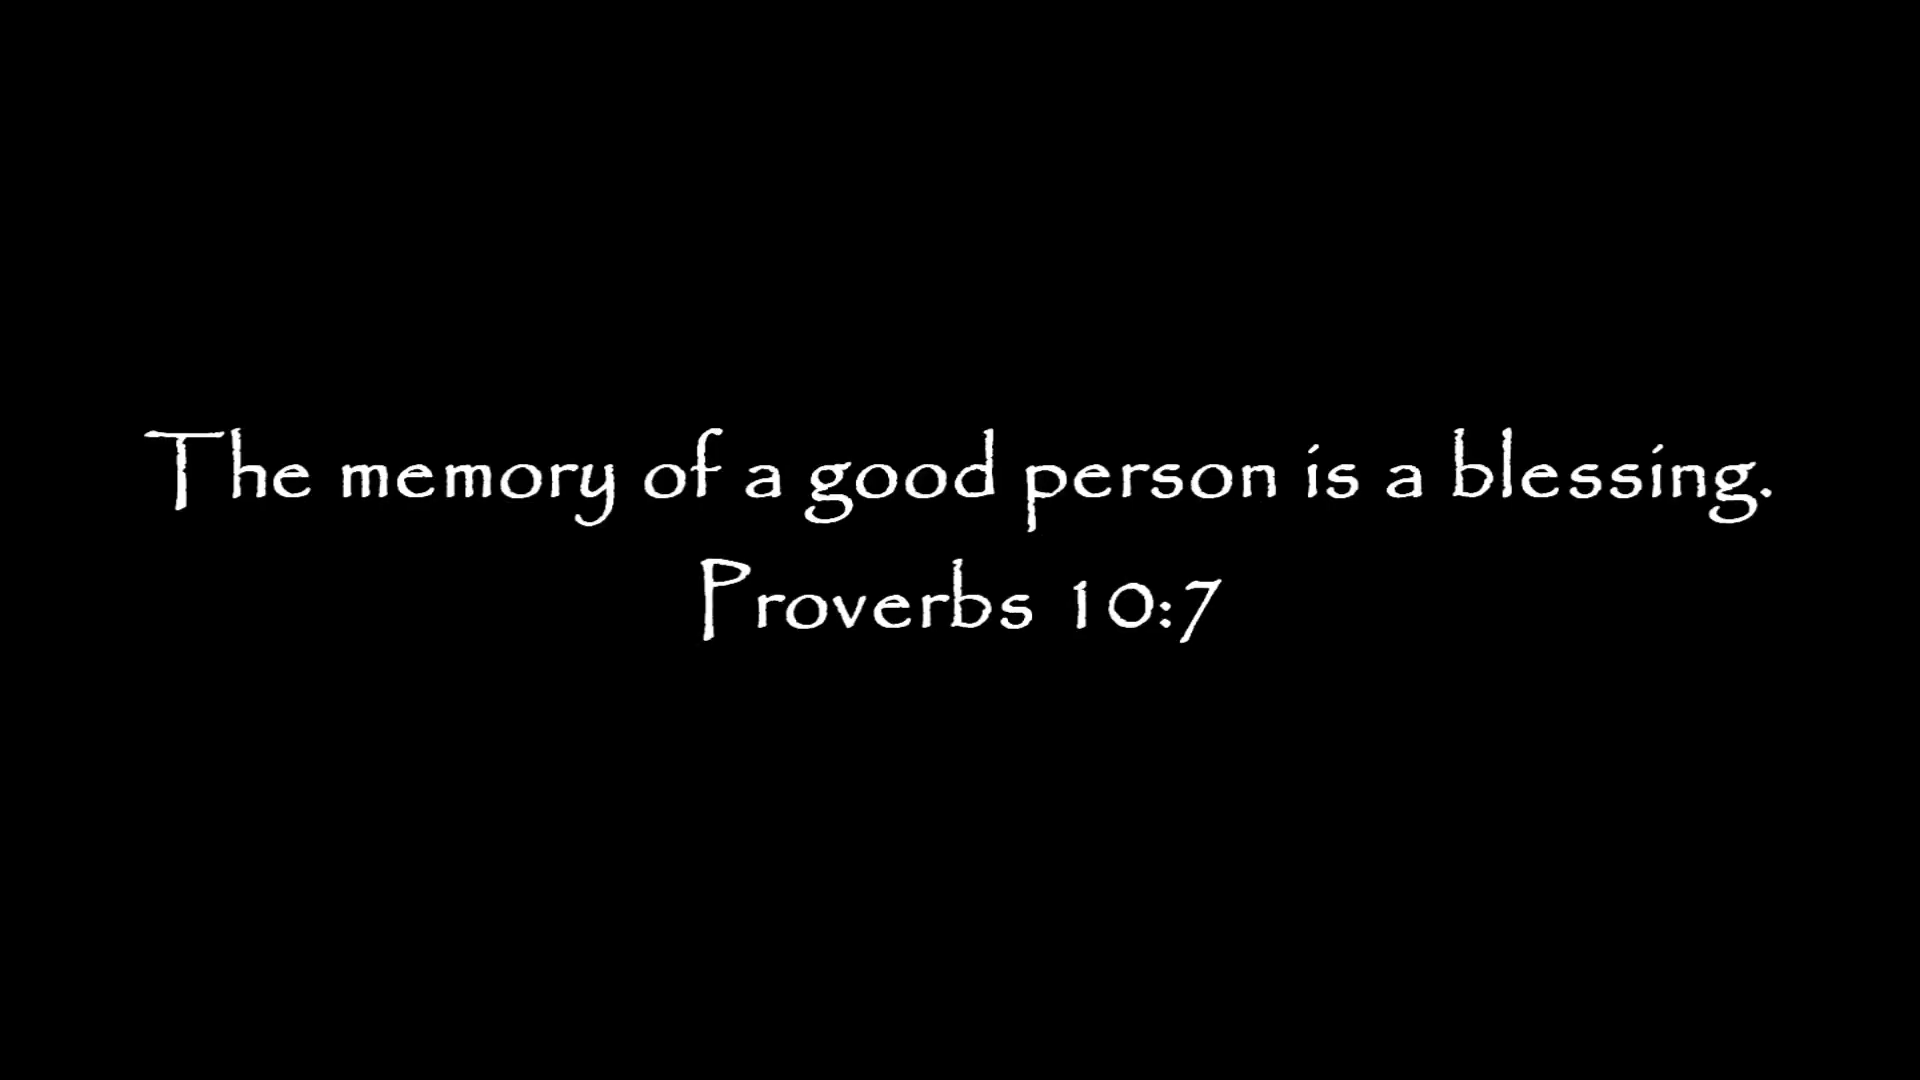 The memory of a good person is a blessing.
Proverbs 10:7